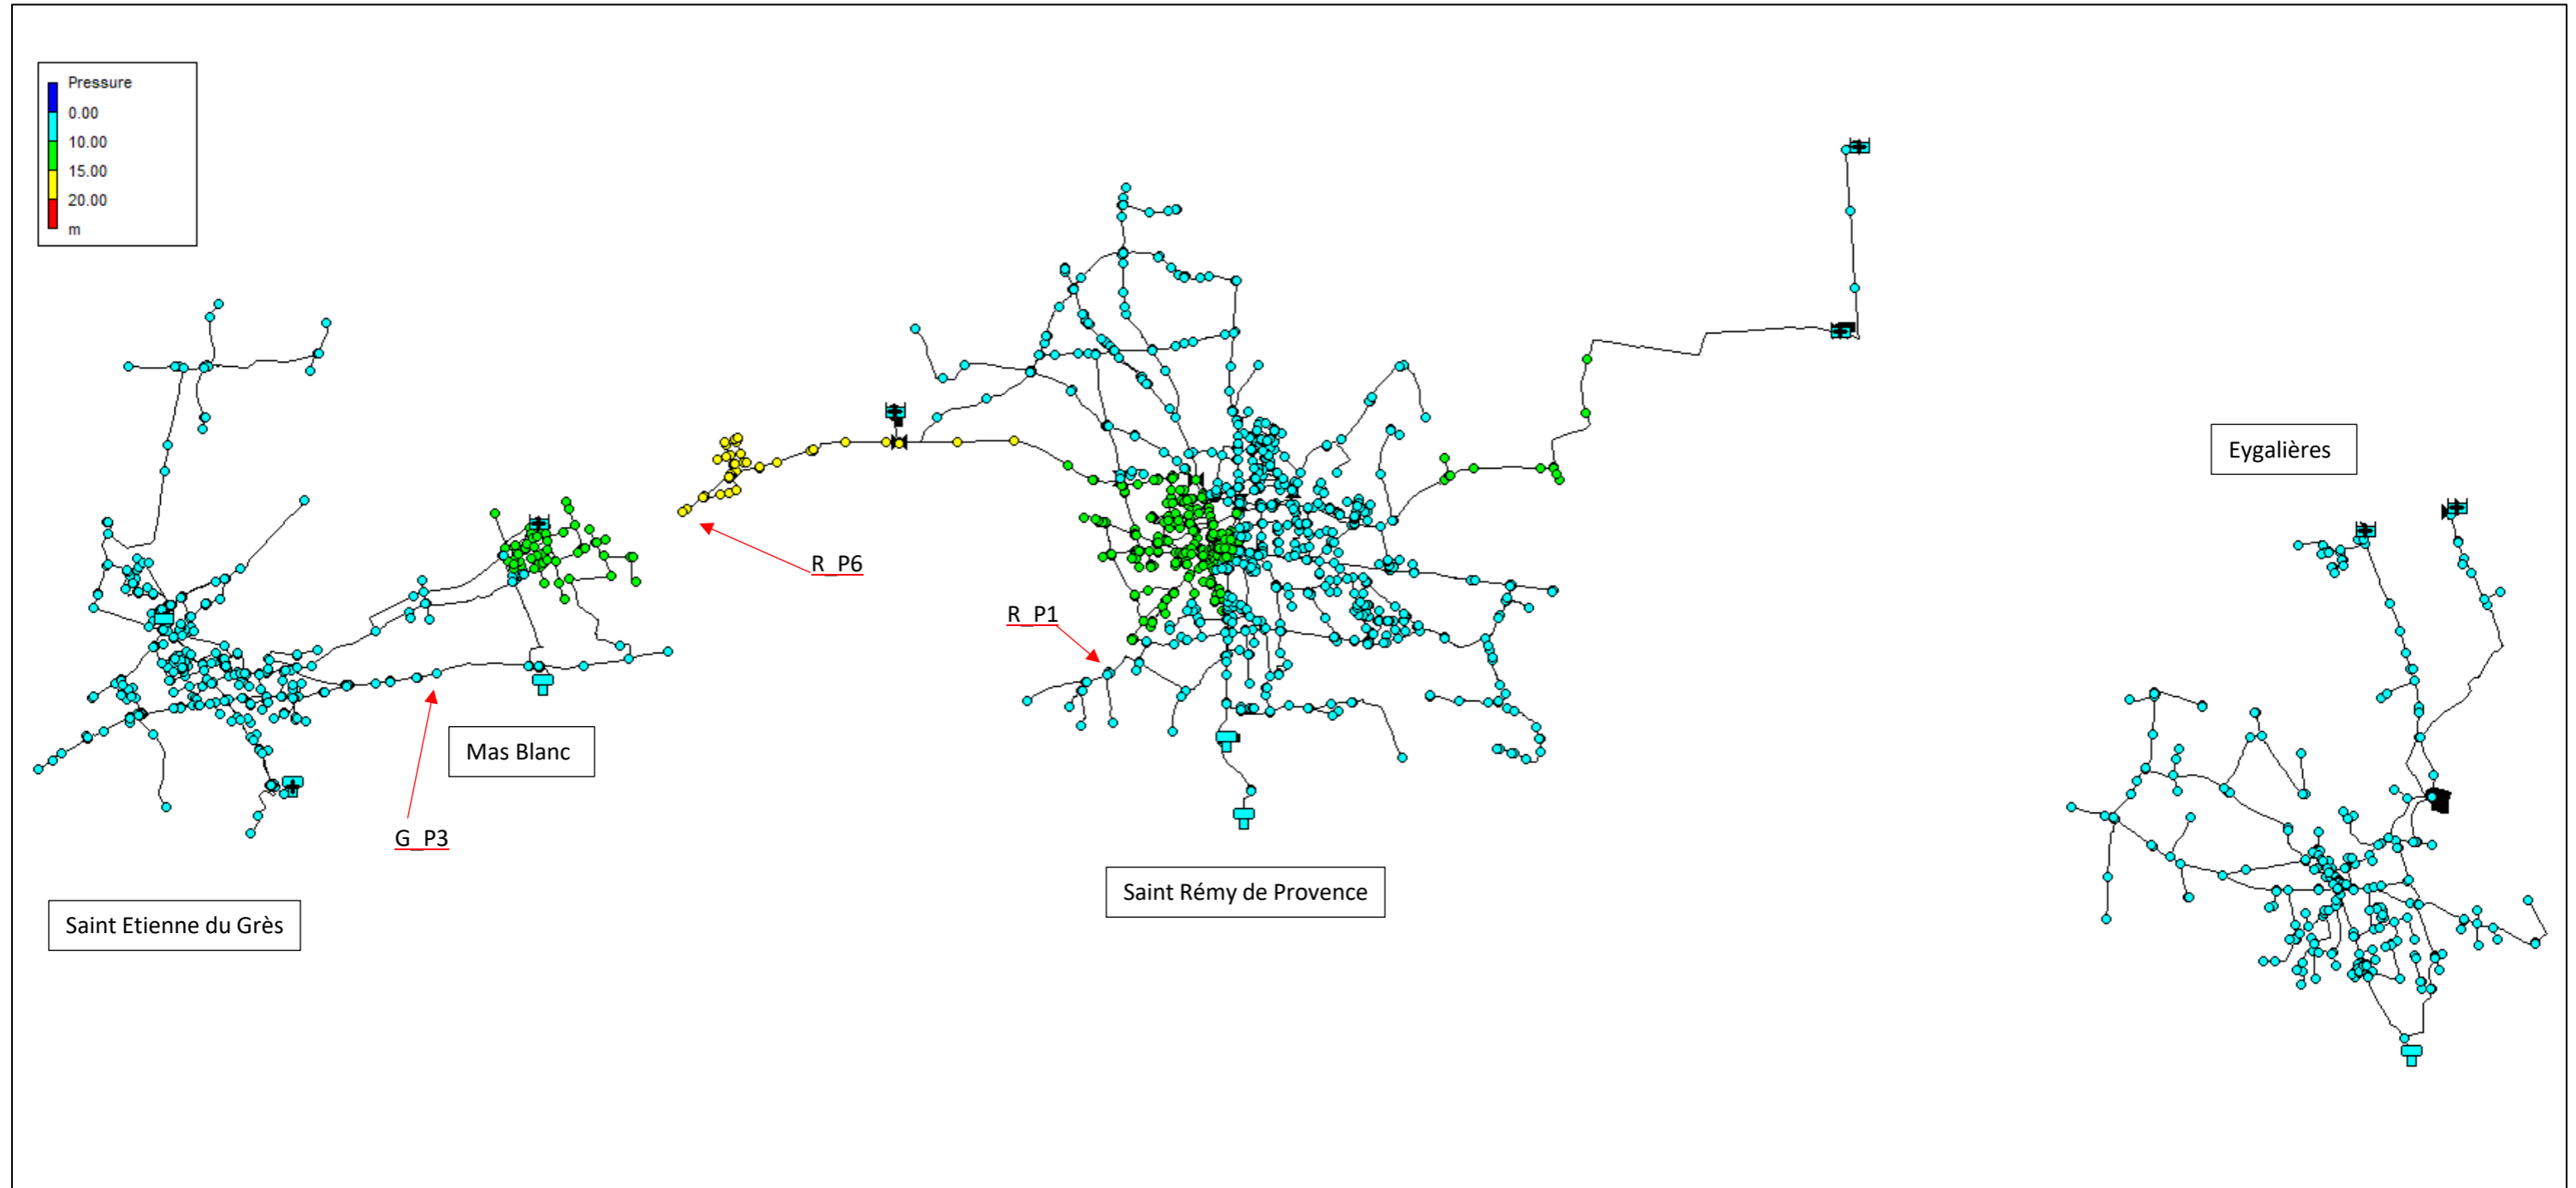 Pressure
0.00
10.00
15.00
20.00
m
Eygalières
R_P6
R_P1
Mas Blanc
G_P3
Saint Rémy de Provence
Saint Etienne du Grès